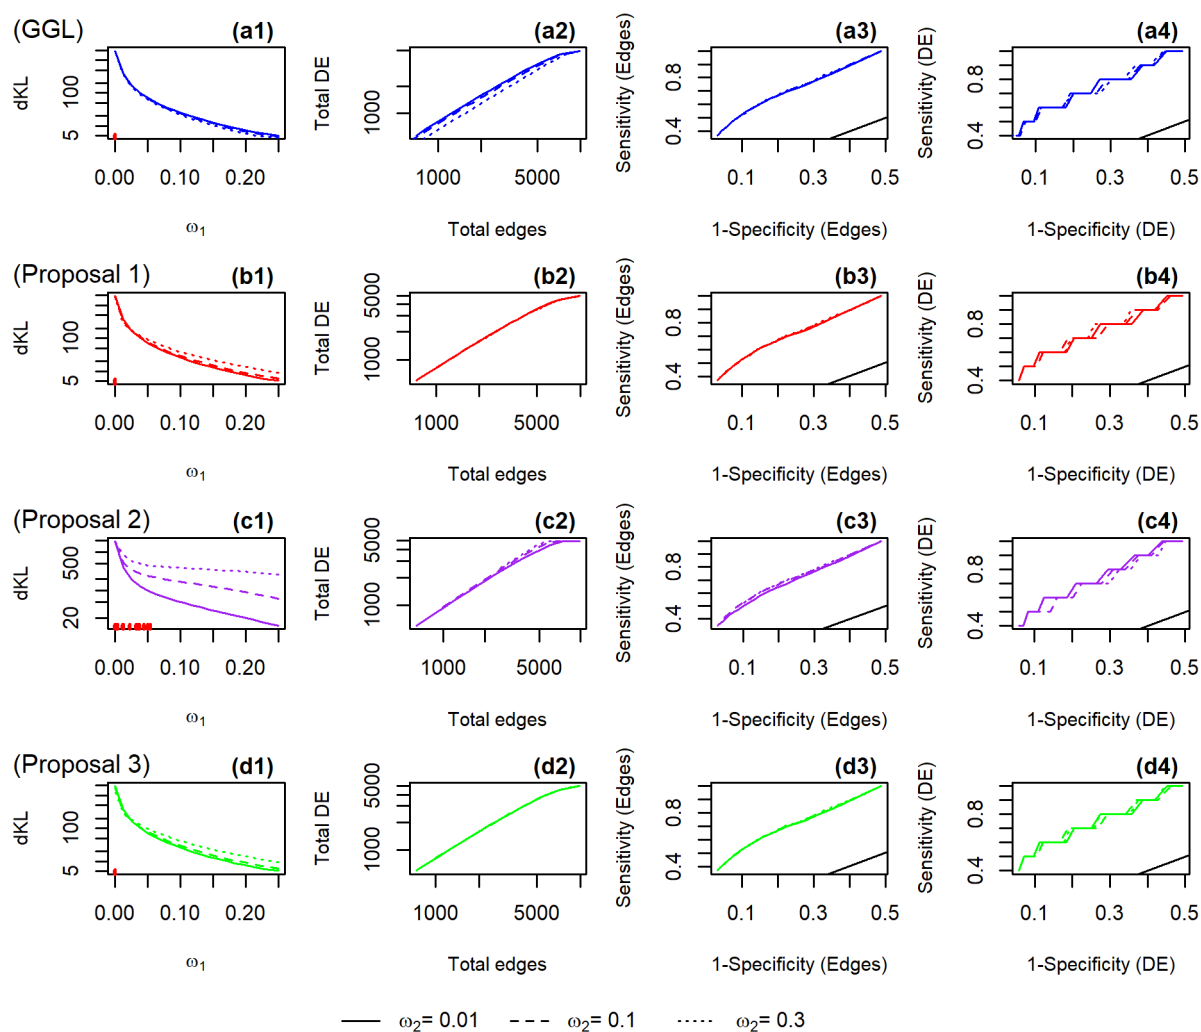 (GGL)
(a1)
(a2)
(a3)
(a4)
dKL
5
100
0.00
0.10
0.20
ω1
Total DE
1000
1000
5000
Total edges
Sensitivity (Edges)
0.4
0.8
0.1
0.3
0.5
1-Specificity (Edges)
Sensitivity (DE)
0.4
0.8
0.1
0.3
0.5
1-Specificity (DE)
(Proposal 1)
(b1)
(b2)
(b3)
(b4)
dKL
5
100
0.00
0.10
0.20
ω1
Total DE
1000
5000
1000
5000
Total edges
Sensitivity (Edges)
0.4
0.8
0.1
0.3
0.5
1-Specificity (Edges)
Sensitivity (DE)
0.4
0.8
0.1
0.3
0.5
1-Specificity (DE)
(Proposal 2)
(c1)
(c2)
(c3)
(c4)
dKL
20
500
0.00
0.10
0.20
ω1
Total DE
1000
5000
1000
5000
Total edges
Sensitivity (Edges)
0.4
0.8
0.1
0.3
0.5
1-Specificity (Edges)
Sensitivity (DE)
0.4
0.8
0.1
0.3
0.5
1-Specificity (DE)
(Proposal 3)
(d1)
(d2)
(d3)
(d4)
dKL
5
100
0.00
0.10
0.20
ω1
Total DE
1000
5000
1000
5000
Total edges
Sensitivity (Edges)
0.4
0.8
0.1
0.3
0.5
1-Specificity (Edges)
Sensitivity (DE)
0.4
0.8
0.1
0.3
0.5
1-Specificity (DE)
ω2= 0.01
ω2= 0.1
ω2= 0.3